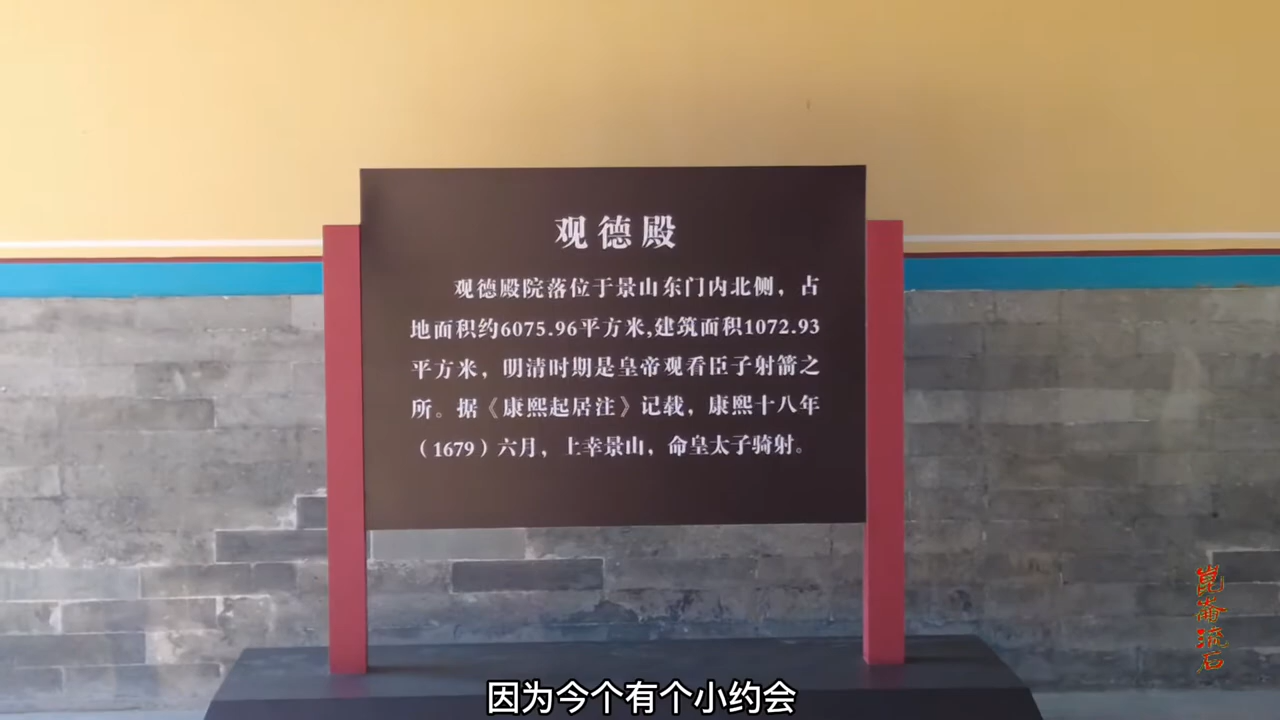 观德殿
观德殿院落位于景山东门内北侧，占
地面积约6075.96平方米,建筑面积1072.93
平方米，明清时期是皇帝观看臣子射箭之
所。据《康熙起居注》记载，康熙十八年
（1679）六月，上幸景山，命皇太子骑射。
崑崙流石
因为今个有个小约会